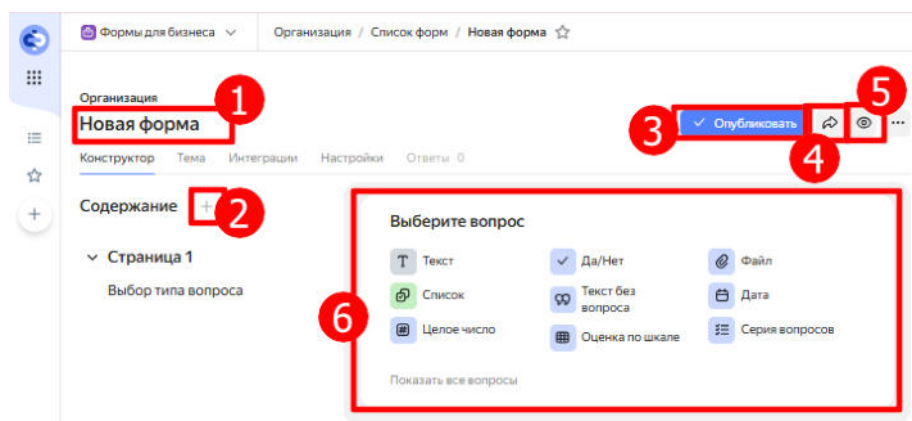 Формы для бизнеса
Организация / Список форм / Новая форма
Организация
1
5
Новая форма
3
Опубликовать
4
Конструктор Тема Интеграции Настройки Ответы 0
Содержание + 2
Выберите вопрос
Страница 1
Выбор типа вопроса
6
Текст Да/Нет Файл
Список Текст без вопроса Дата
Целое число Оценка по шкале Серия вопросов
Показать все вопросы